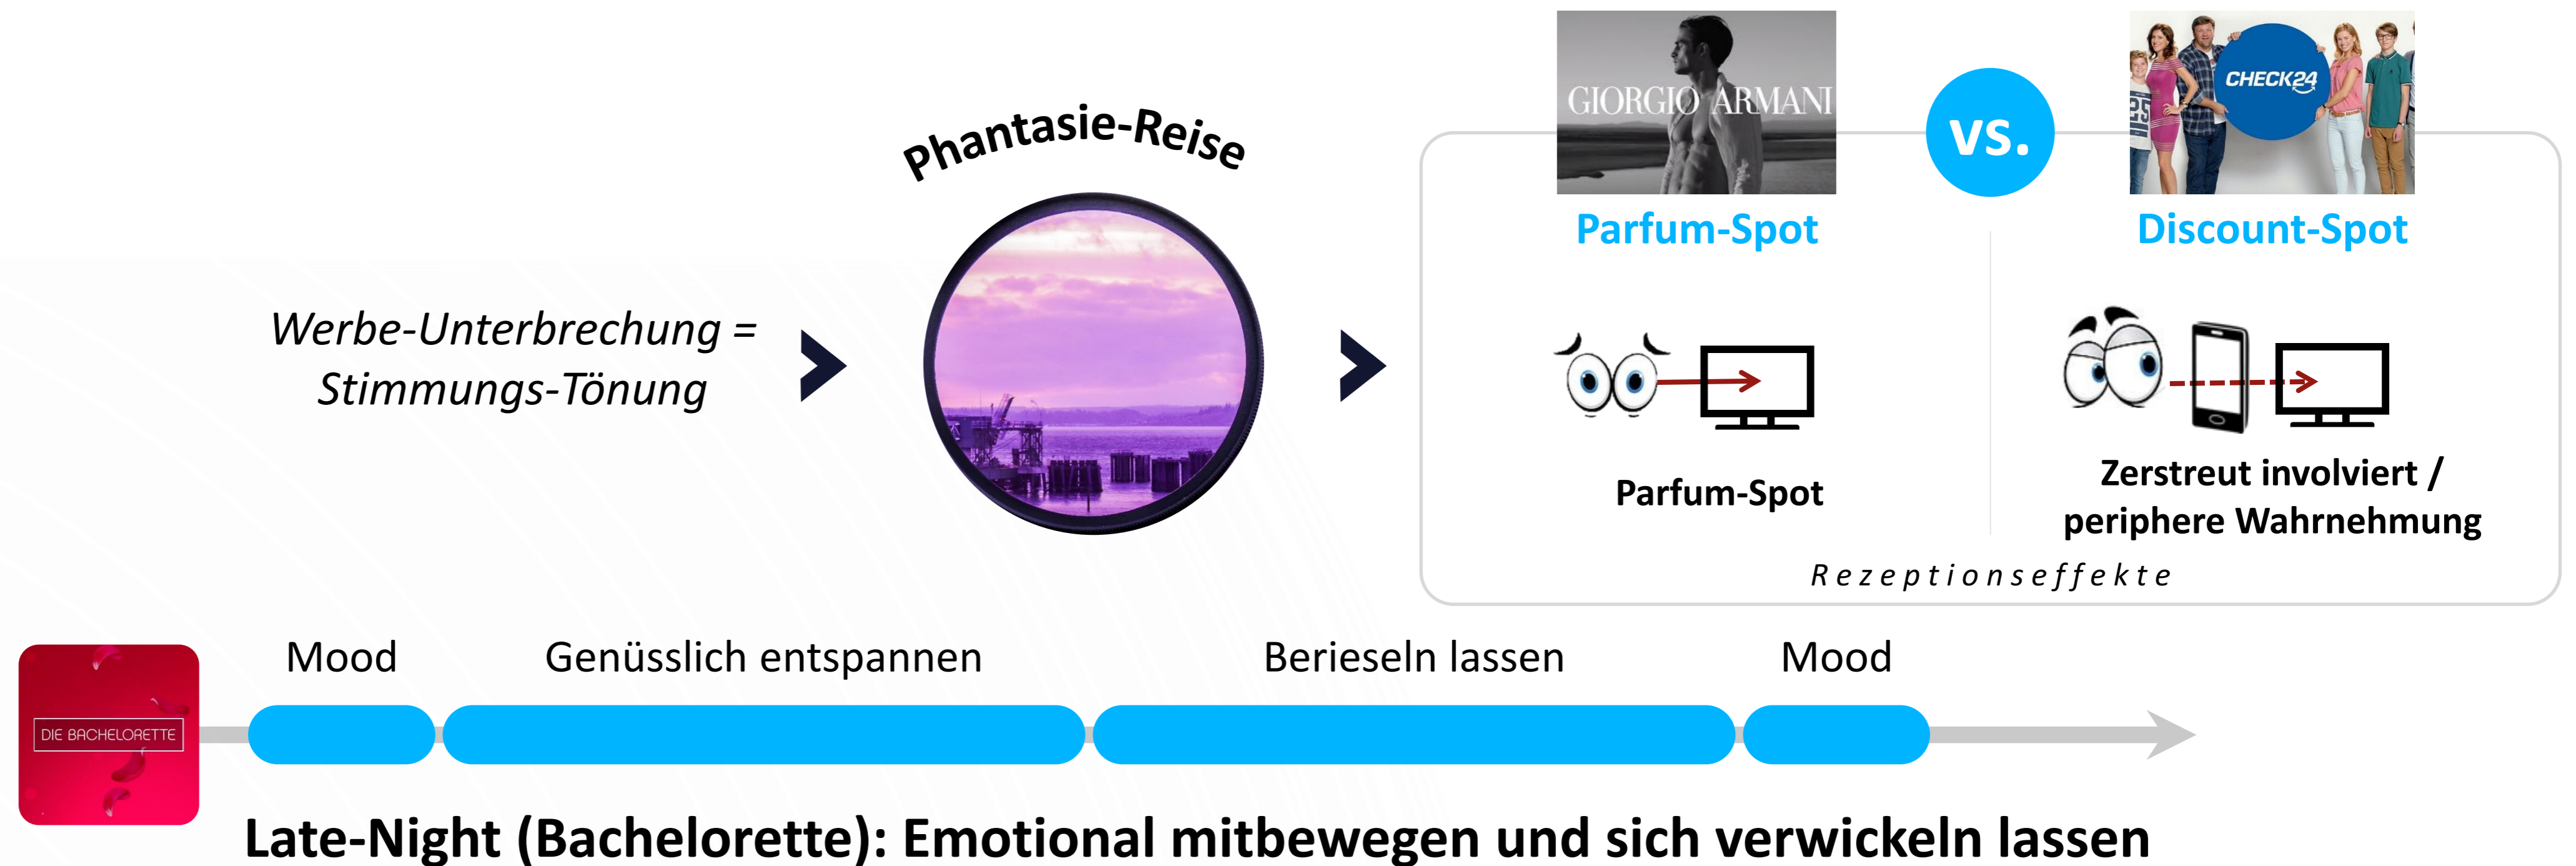 Phantasie-Reise
GIORGIO ARMANI
vs.
CHECK24
25
Parfum-Spot
Discount-Spot
Werbe-Unterbrechung =
Stimmungs-Tönung
Parfum-Spot
Zerstreut involviert /
periphere Wahrnehmung
Rezeptionseffekte
Mood
Genüsslich entspannen
Berieseln lassen
Mood
DIE BACHELORETTE
Late-Night (Bachelorette): Emotional mitbewegen und sich verwickeln lassen